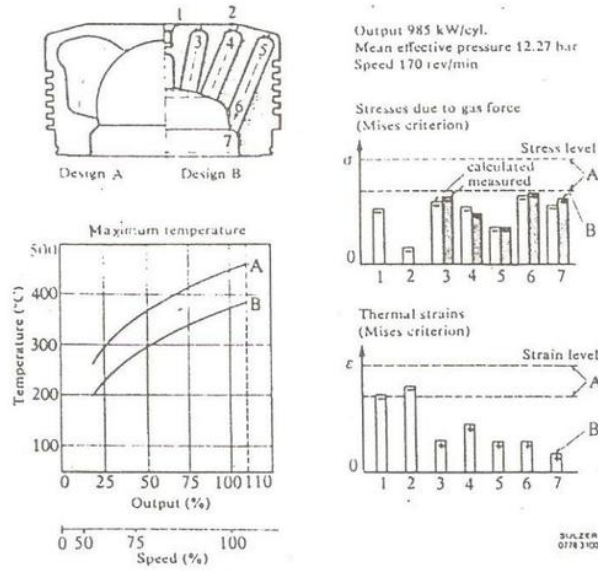 1 2
3 4 5
6
7
Design A Design B
Output 985 kW/cyl.
Mean effective pressure 12.27 bar
Speed 170 rev/min
Stresses due to gas force
(Mises criterion)
σ
Stress level
calculated
measured
A
B
0
1 2 3 4 5 6 7
Maximum temperature
500
400
300
200
100
Temperature (°C)
A
B
0 25 50 75 100 110
Output (%)
0 50 75 100
Speed (%)
Thermal strains
(Mises criterion)
ε
Strain level
A
B
0
1 2 3 4 5 6 7
SULZER